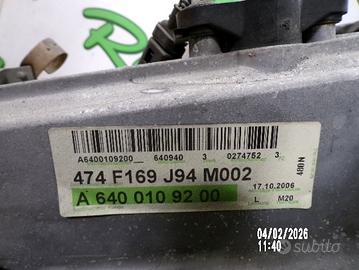 A6400109200__ 640940 3 0274752 3
474 F169 J94 M002
480N
A 640 010 92 00
17.10.2006
L M20
04/02/2026
11:40
subito